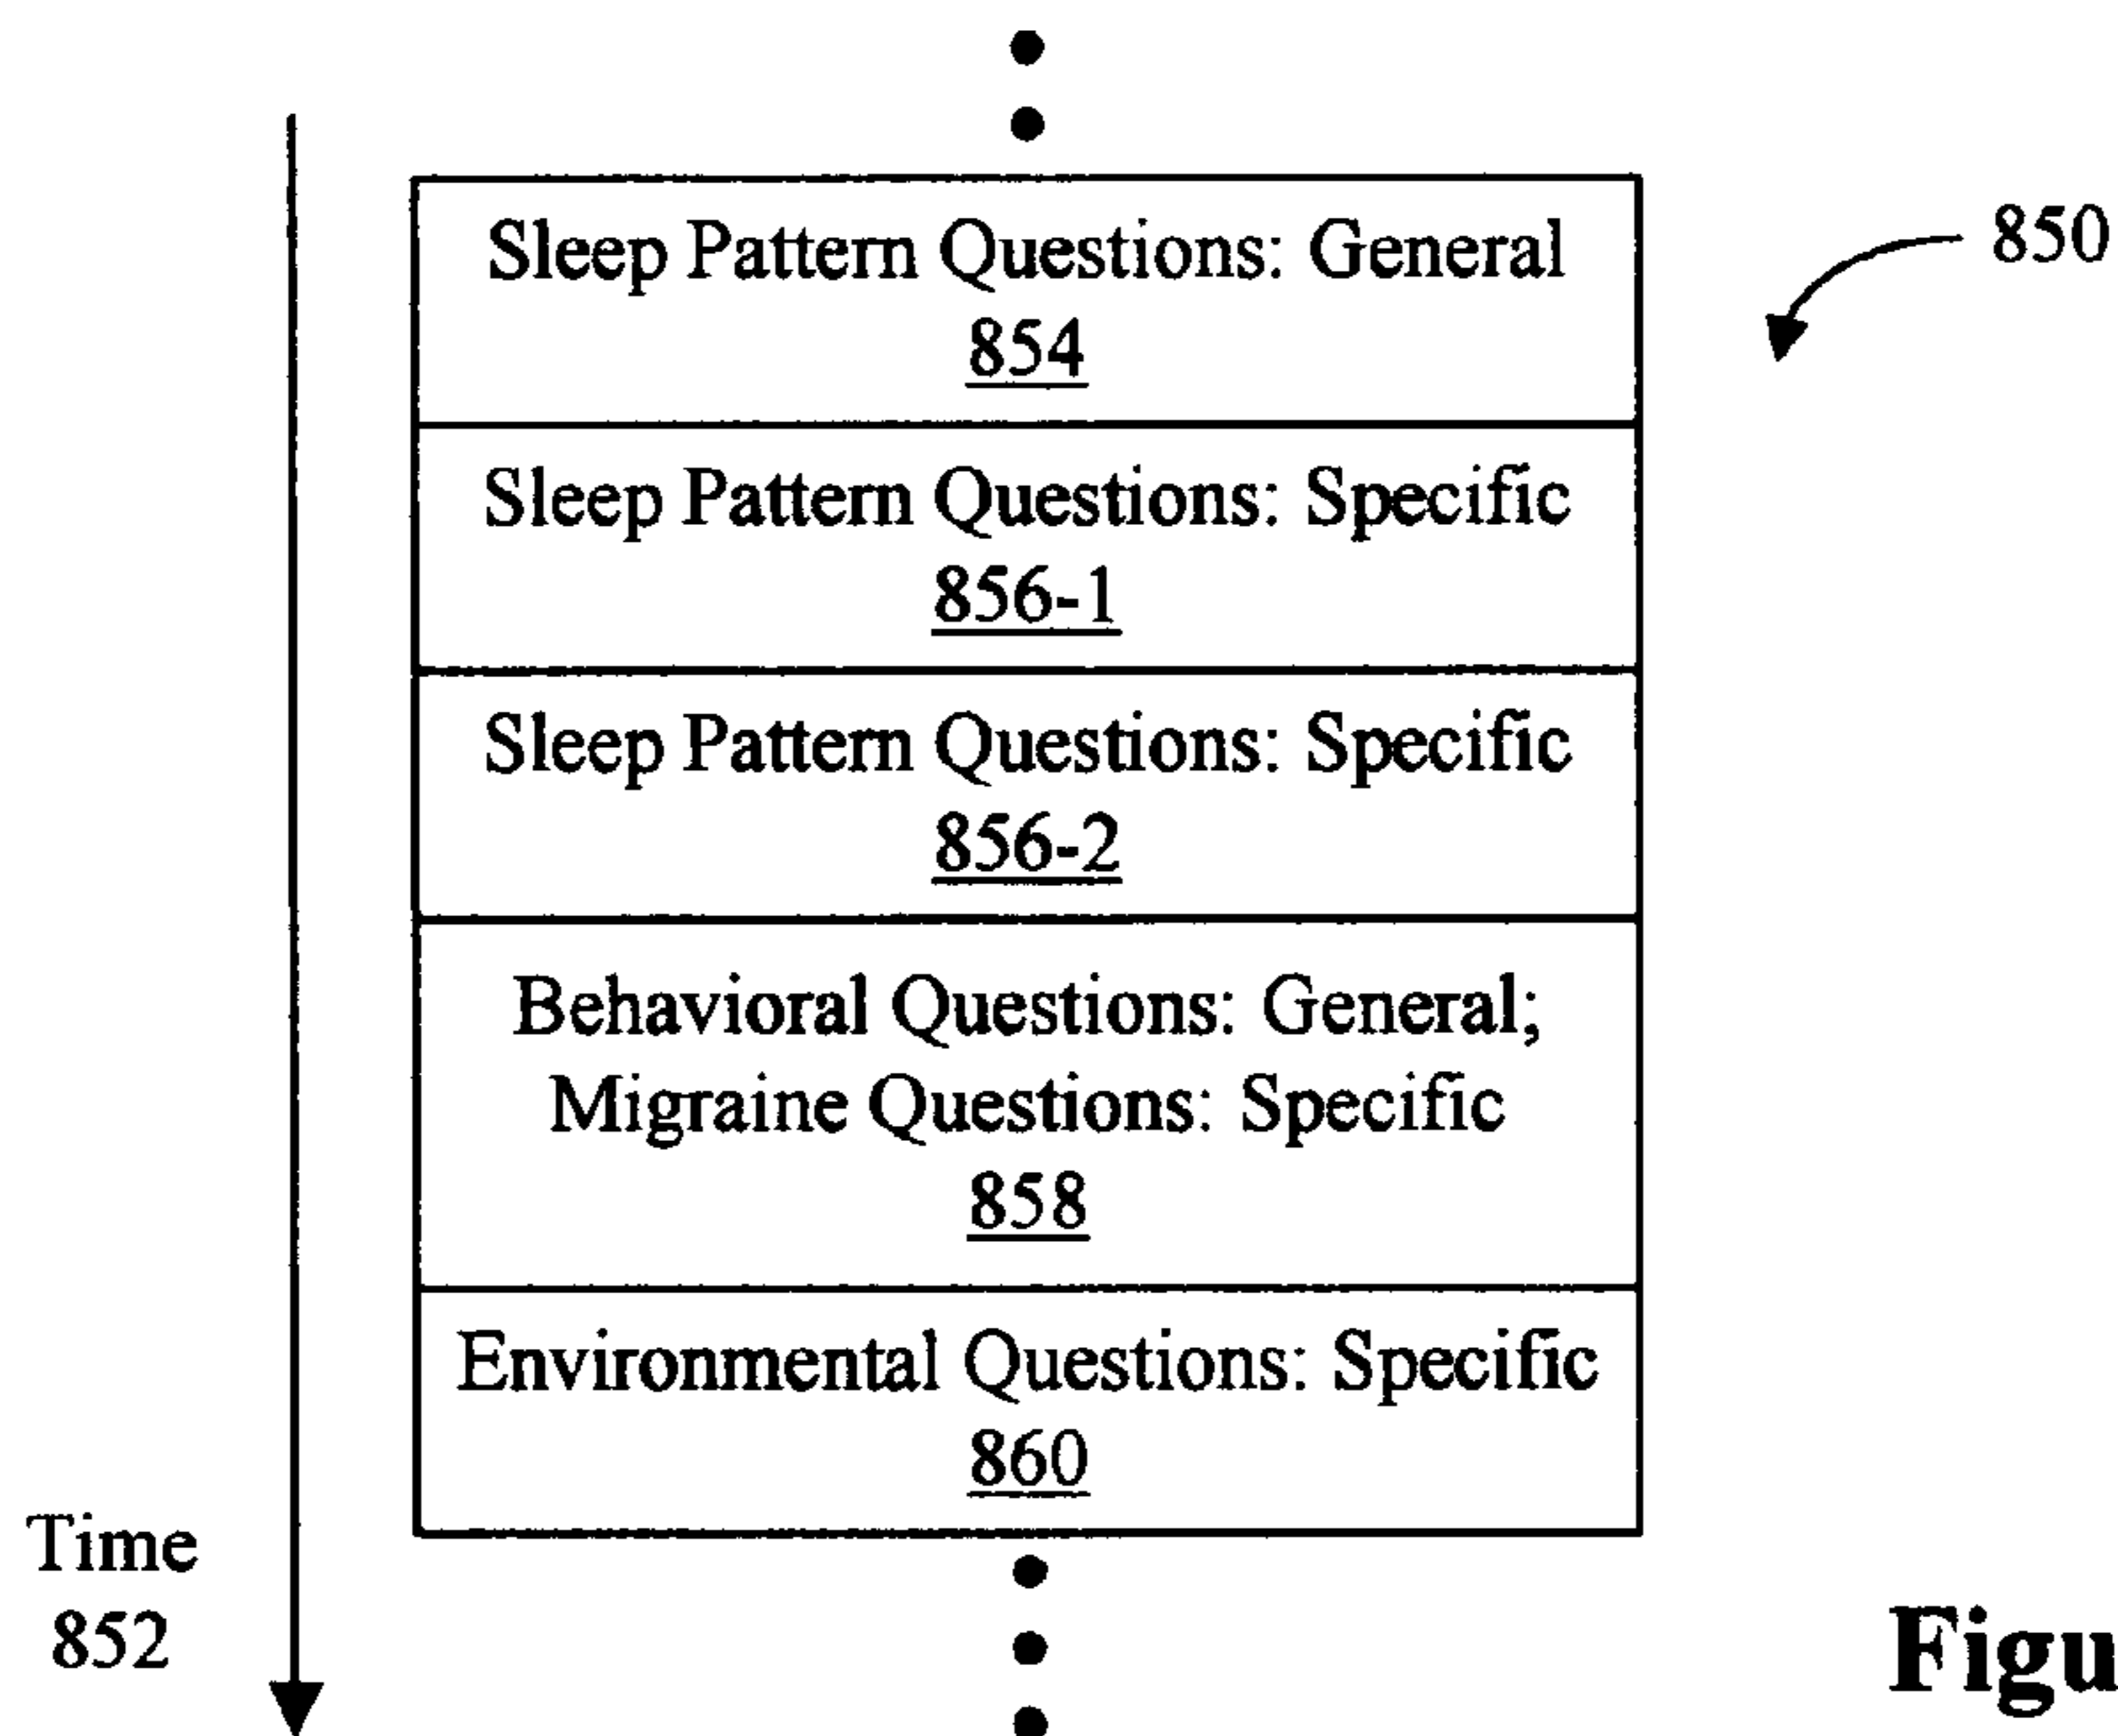 Sleep Pattern Questions: General
854
850
Sleep Pattern Questions: Specific
856-1
Sleep Pattern Questions: Specific
856-2
Behavioral Questions: General;
Migraine Questions: Specific
858
Environmental Questions: Specific
860
Time
852
Figu